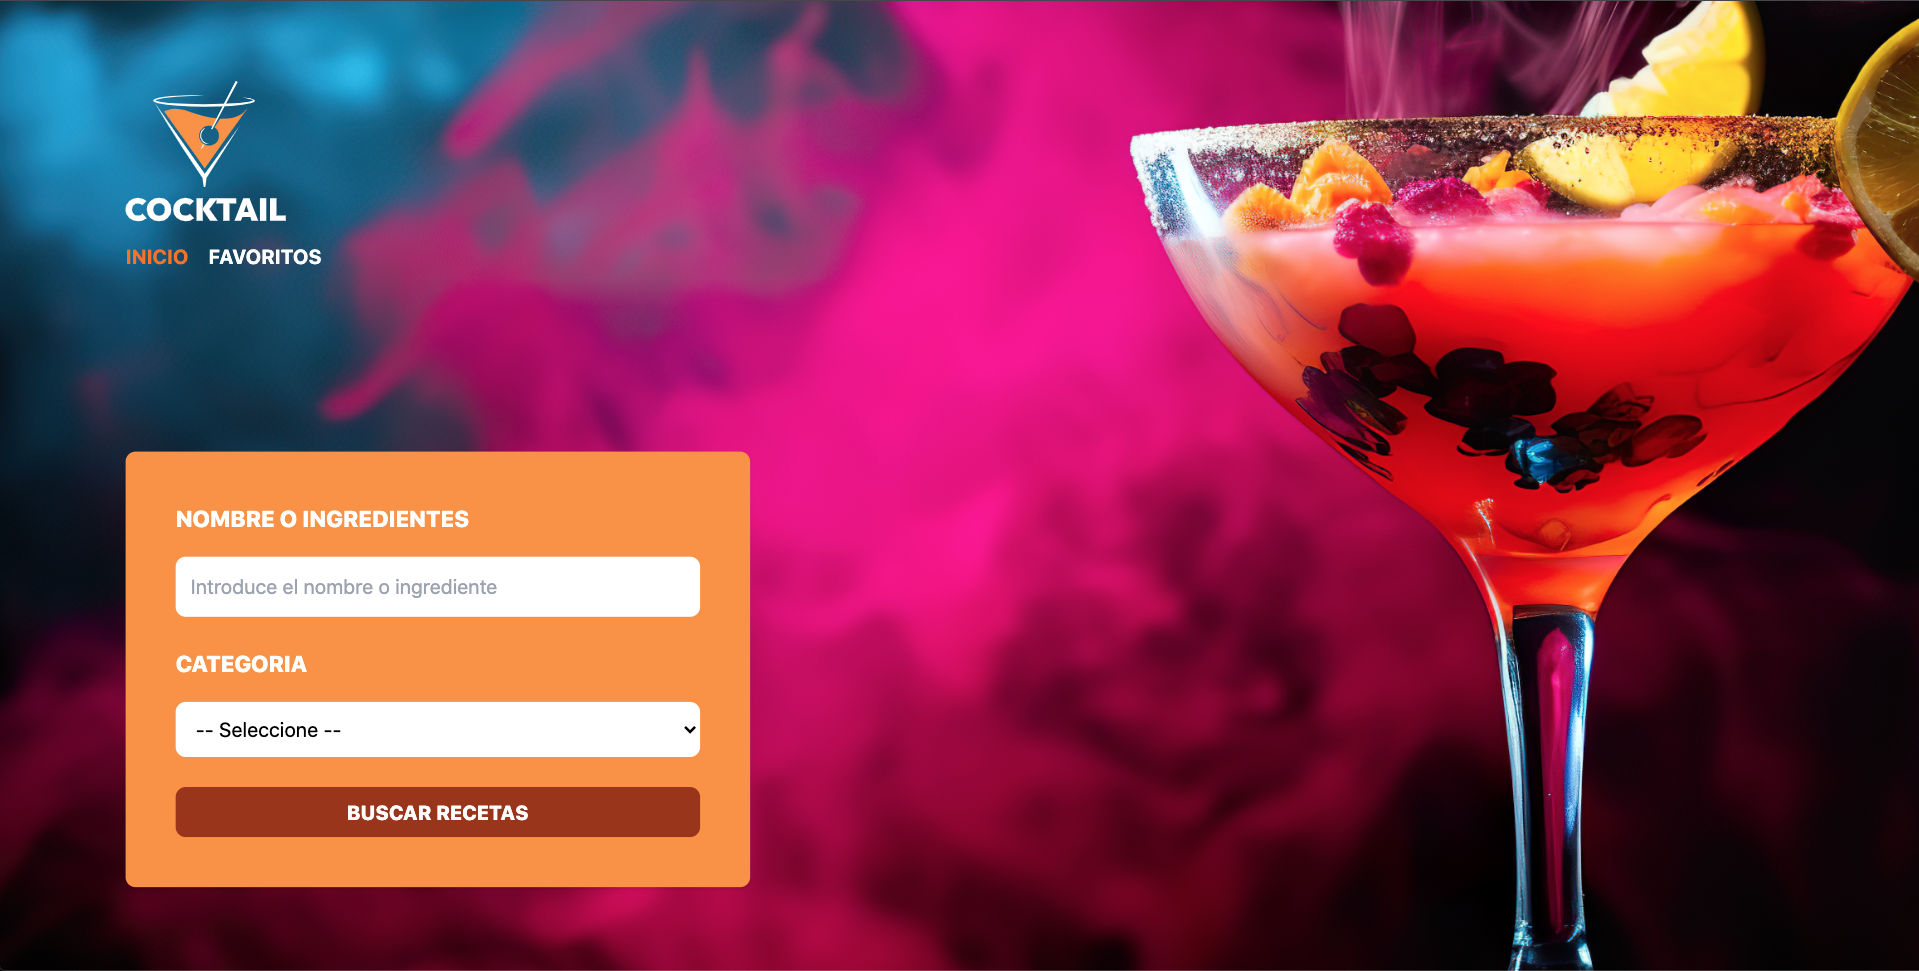 COCKTAIL
INICIO FAVORITOS
NOMBRE O INGREDIENTES
Introduce el nombre o ingrediente
CATEGORIA
-- Seleccione --
BUSCAR RECETAS